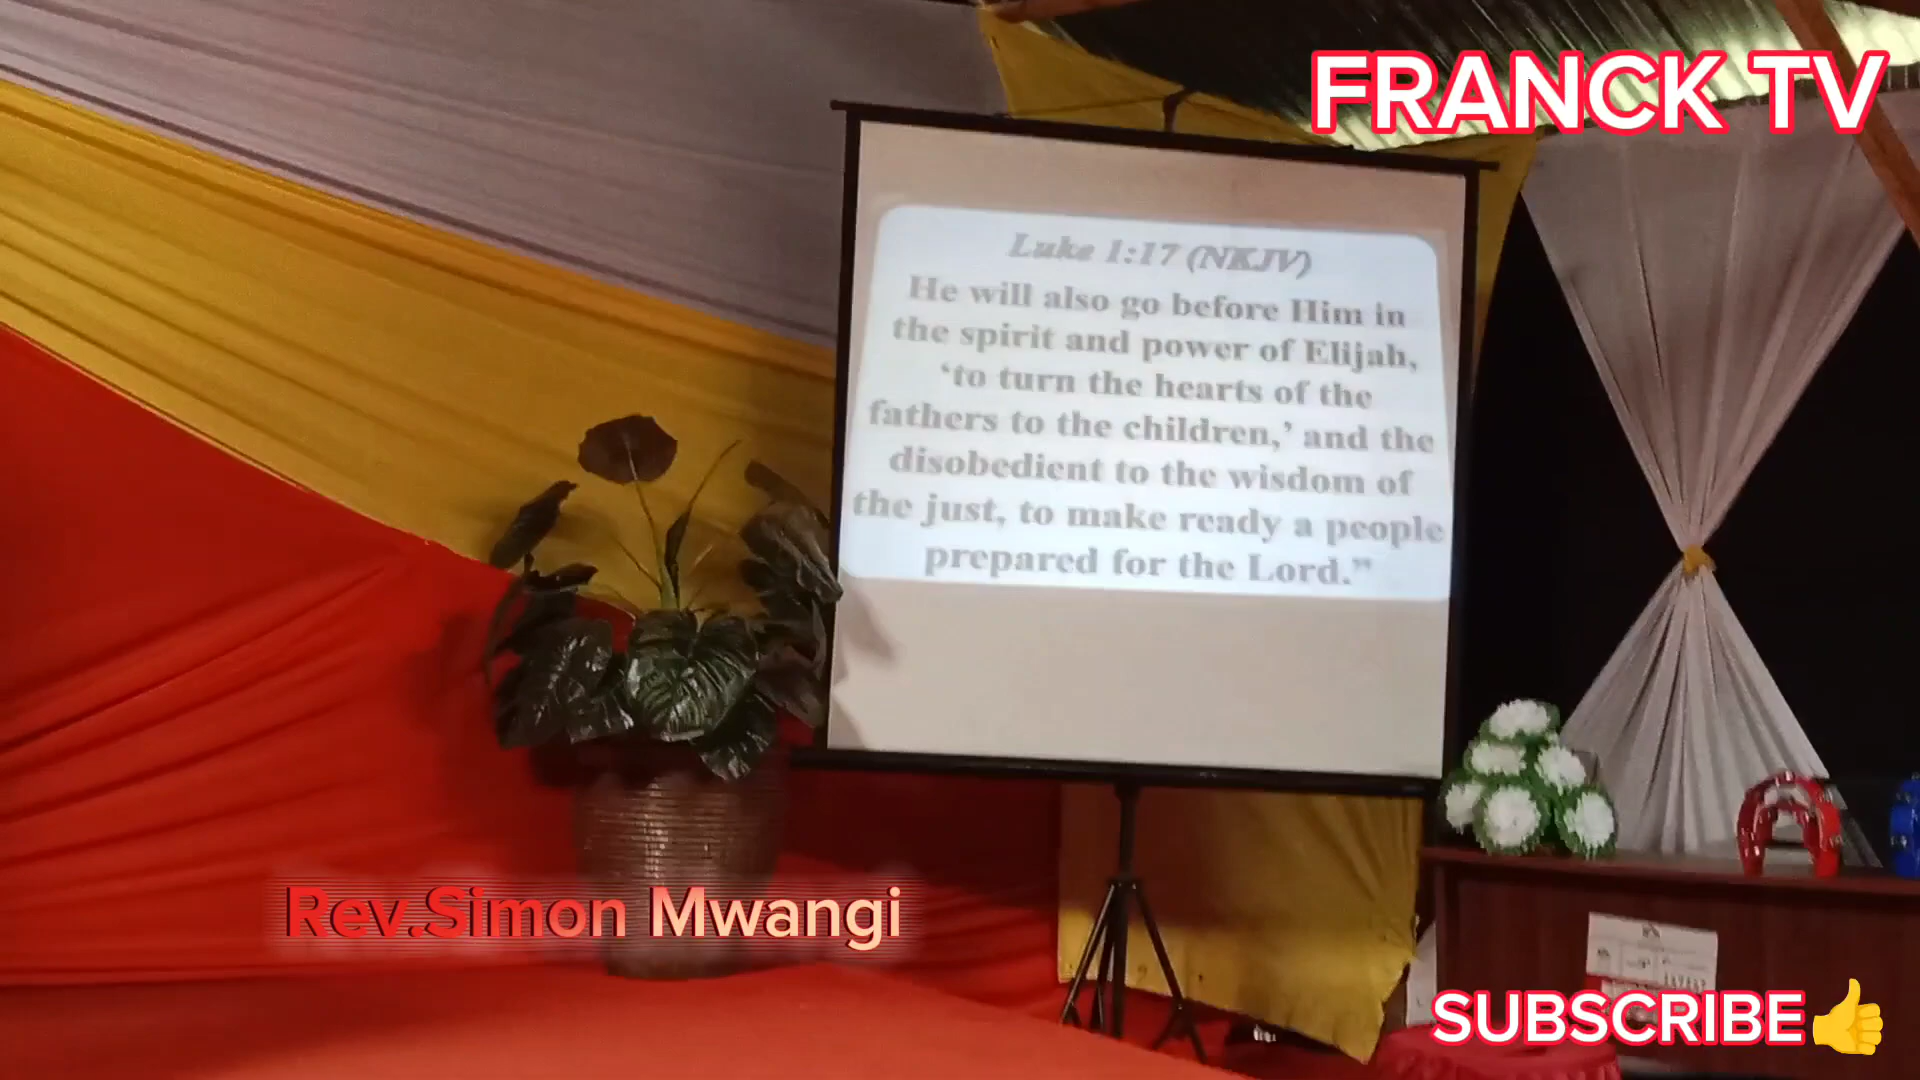 FRANCK TV
Luke 1:17 (NKJV)
He will also go before Him in
the spirit and power of Elijah,
‘to turn the hearts of the
fathers to the children,’ and the
disobedient to the wisdom of
the just, to make ready a people
prepared for the Lord.”
Rev.Simon Mwangi
SUBSCRIBE👍